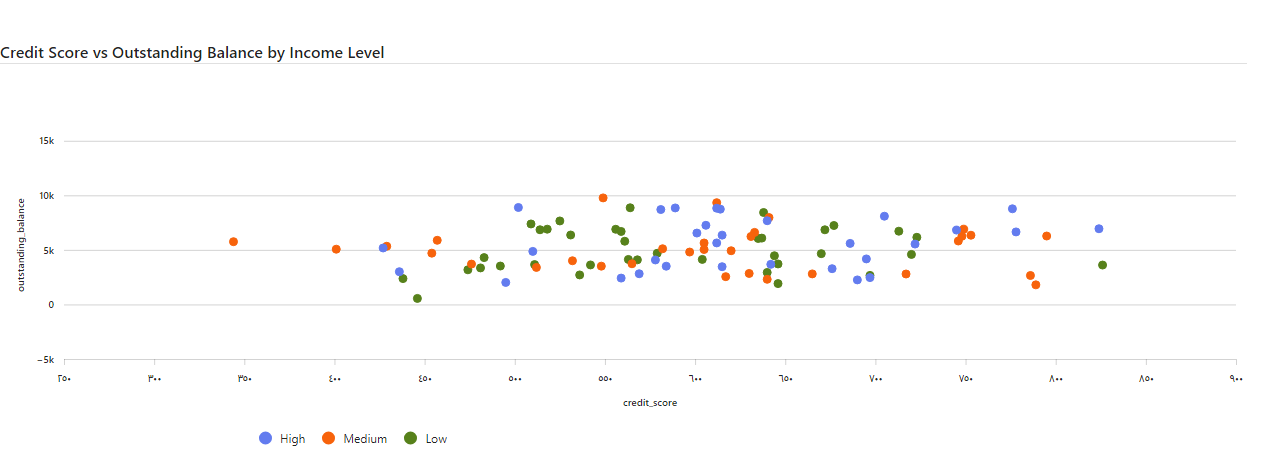 Credit Score vs Outstanding Balance by Income Level
15k
10k
5k
0
−5k
outstanding_balance
٢٥٠ ٣٠٠ ٣٥٠ ٤٠٠ ٤٥٠ ٥٠٠ ٥٥٠ ٦٠٠ ٦٥٠ ٧٠٠ ٧٥٠ ٨٠٠ ٨٥٠ ٩٠٠
credit_score
High Medium Low